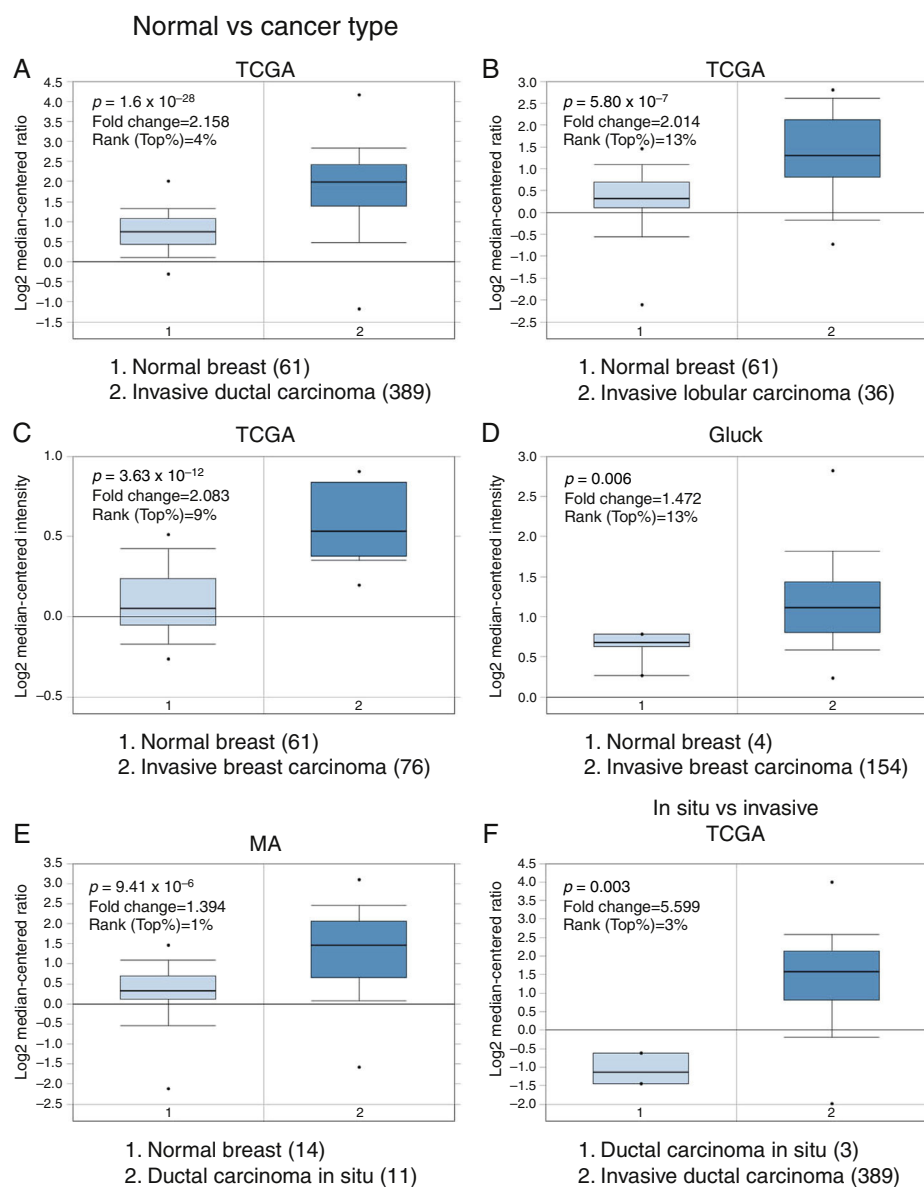 Normal vs cancer type
A
TCGA
Log2 median-centered ratio
4.5
4.0
3.5
3.0
2.5
2.0
1.5
1.0
0.5
0.0
–0.5
–1.0
–1.5
p = 1.6 x 10–28
Fold change=2.158
Rank (Top%)=4%
1
2
1. Normal breast (61)
2. Invasive ductal carcinoma (389)
B
TCGA
Log2 median-centered ratio
3.0
2.5
2.0
1.5
1.0
0.5
0.0
–0.5
–1.0
–1.5
–2.0
–2.5
p = 5.80 x 10–7
Fold change=2.014
Rank (Top%)=13%
1
2
1. Normal breast (61)
2. Invasive lobular carcinoma (36)
C
TCGA
Log2 median-centered intensity
1.0
0.5
0.0
–0.5
p = 3.63 x 10–12
Fold change=2.083
Rank (Top%)=9%
1
2
1. Normal breast (61)
2. Invasive breast carcinoma (76)
D
Gluck
Log2 median-centered intensity
3.0
2.5
2.0
1.5
1.0
0.5
0.0
p = 0.006
Fold change=1.472
Rank (Top%)=13%
1
2
1. Normal breast (4)
2. Invasive breast carcinoma (154)
E
MA
Log2 median-centered ratio
3.5
3.0
2.5
2.0
1.5
1.0
0.5
0.0
–0.5
–1.0
–1.5
–2.0
–2.5
p = 9.41 x 10–6
Fold change=1.394
Rank (Top%)=1%
1
2
1. Normal breast (14)
2. Ductal carcinoma in situ (11)
In situ vs invasive
F
TCGA
Log2 median-centered ratio
4.5
4.0
3.5
3.0
2.5
2.0
1.5
1.0
0.5
0.0
–0.5
–1.0
–1.5
–2.0
p = 0.003
Fold change=5.599
Rank (Top%)=3%
1
2
1. Ductal carcinoma in situ (3)
2. Invasive ductal carcinoma (389)